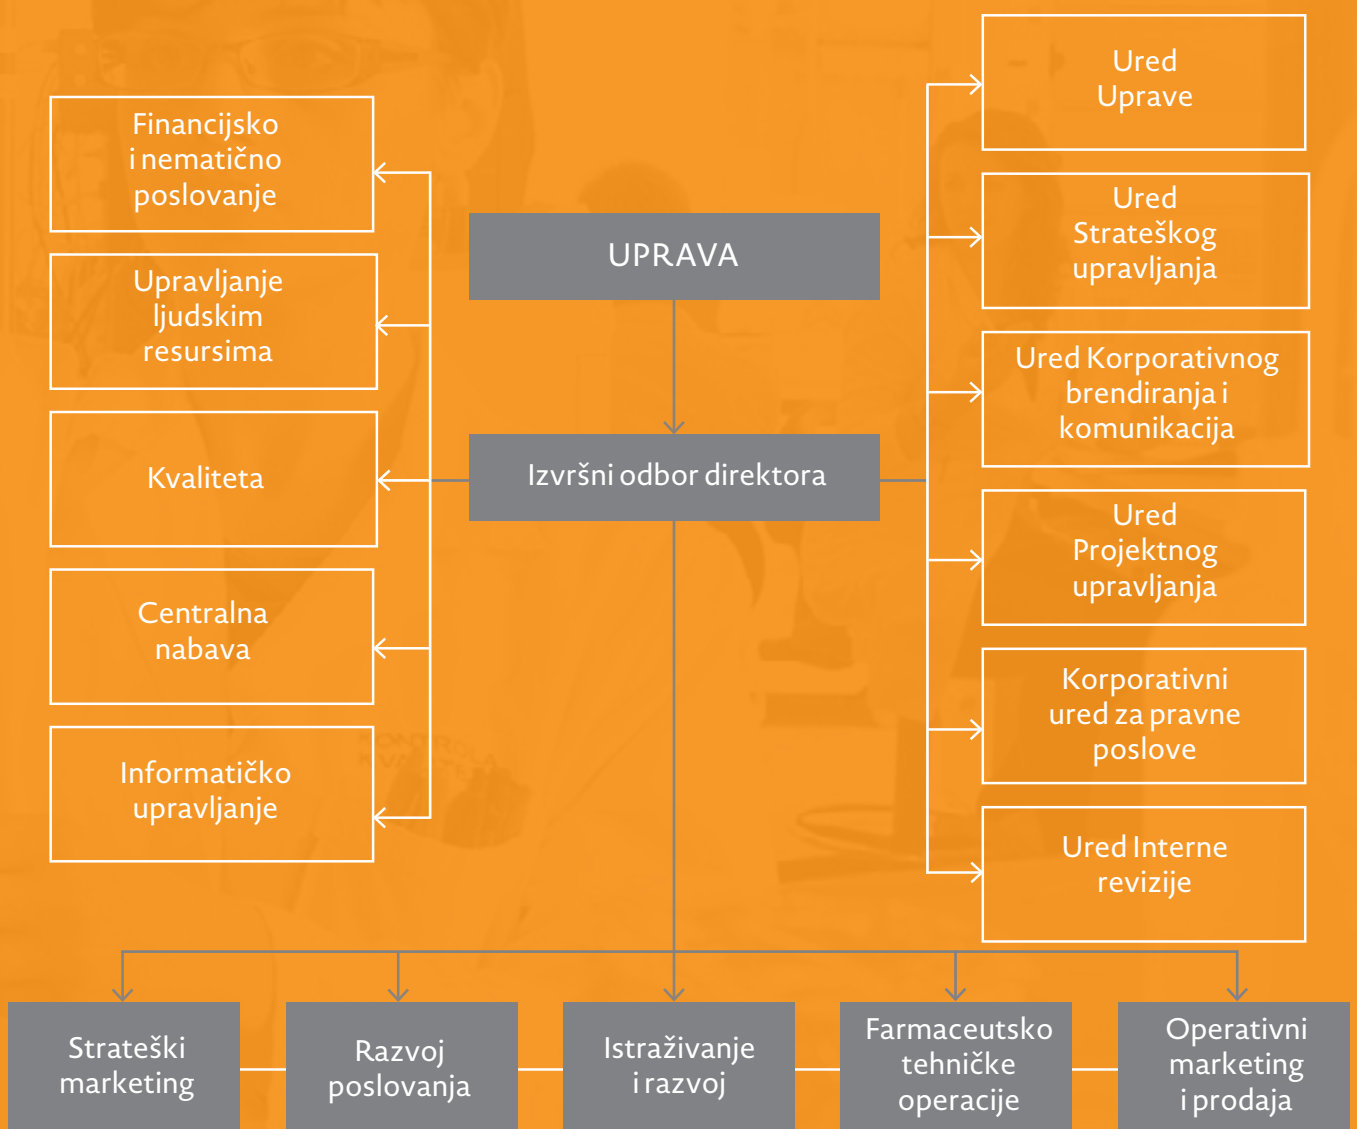 Financijsko
i nematično
poslovanje
Upravljanje
ljudskim
resursima
Kvaliteta
Centralna
nabava
Informatičko
upravljanje
UPRAVA
Izvršni odbor direktora
Ured
Uprave
Ured
Strateškog
upravljanja
Ured Korporativnog
brendiranja i
komunikacija
Ured
Projektnog
upravljanja
Korporativni
ured za pravne
poslove
Ured Interne
revizije
KONTROLA
Strateški
marketing
Razvoj
poslovanja
Istraživanje
i razvoj
Farmaceutsko
tehničke
operacije
Operativni
marketing
i prodaja